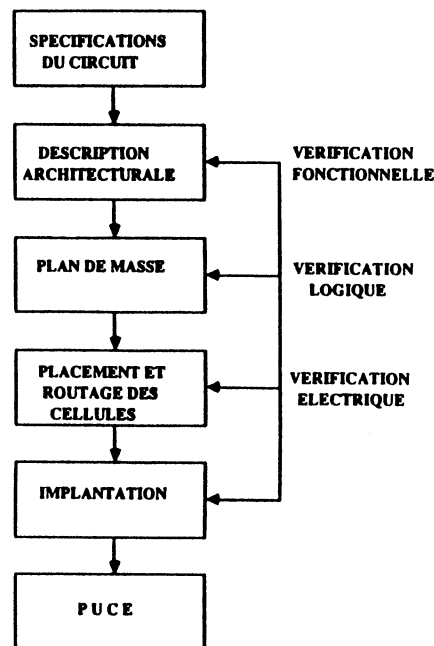 SPECIFICATIONS
DU CIRCUIT
DESCRIPTION
ARCHITECTURALE
VERIFICATION
FONCTIONNELLE
PLAN DE MASSE
VERIFICATION
LOGIQUE
PLACEMENT ET
ROUTAGE DES
CELLULES
VERIFICATION
ELECTRIQUE
IMPLANTATION
P U C E